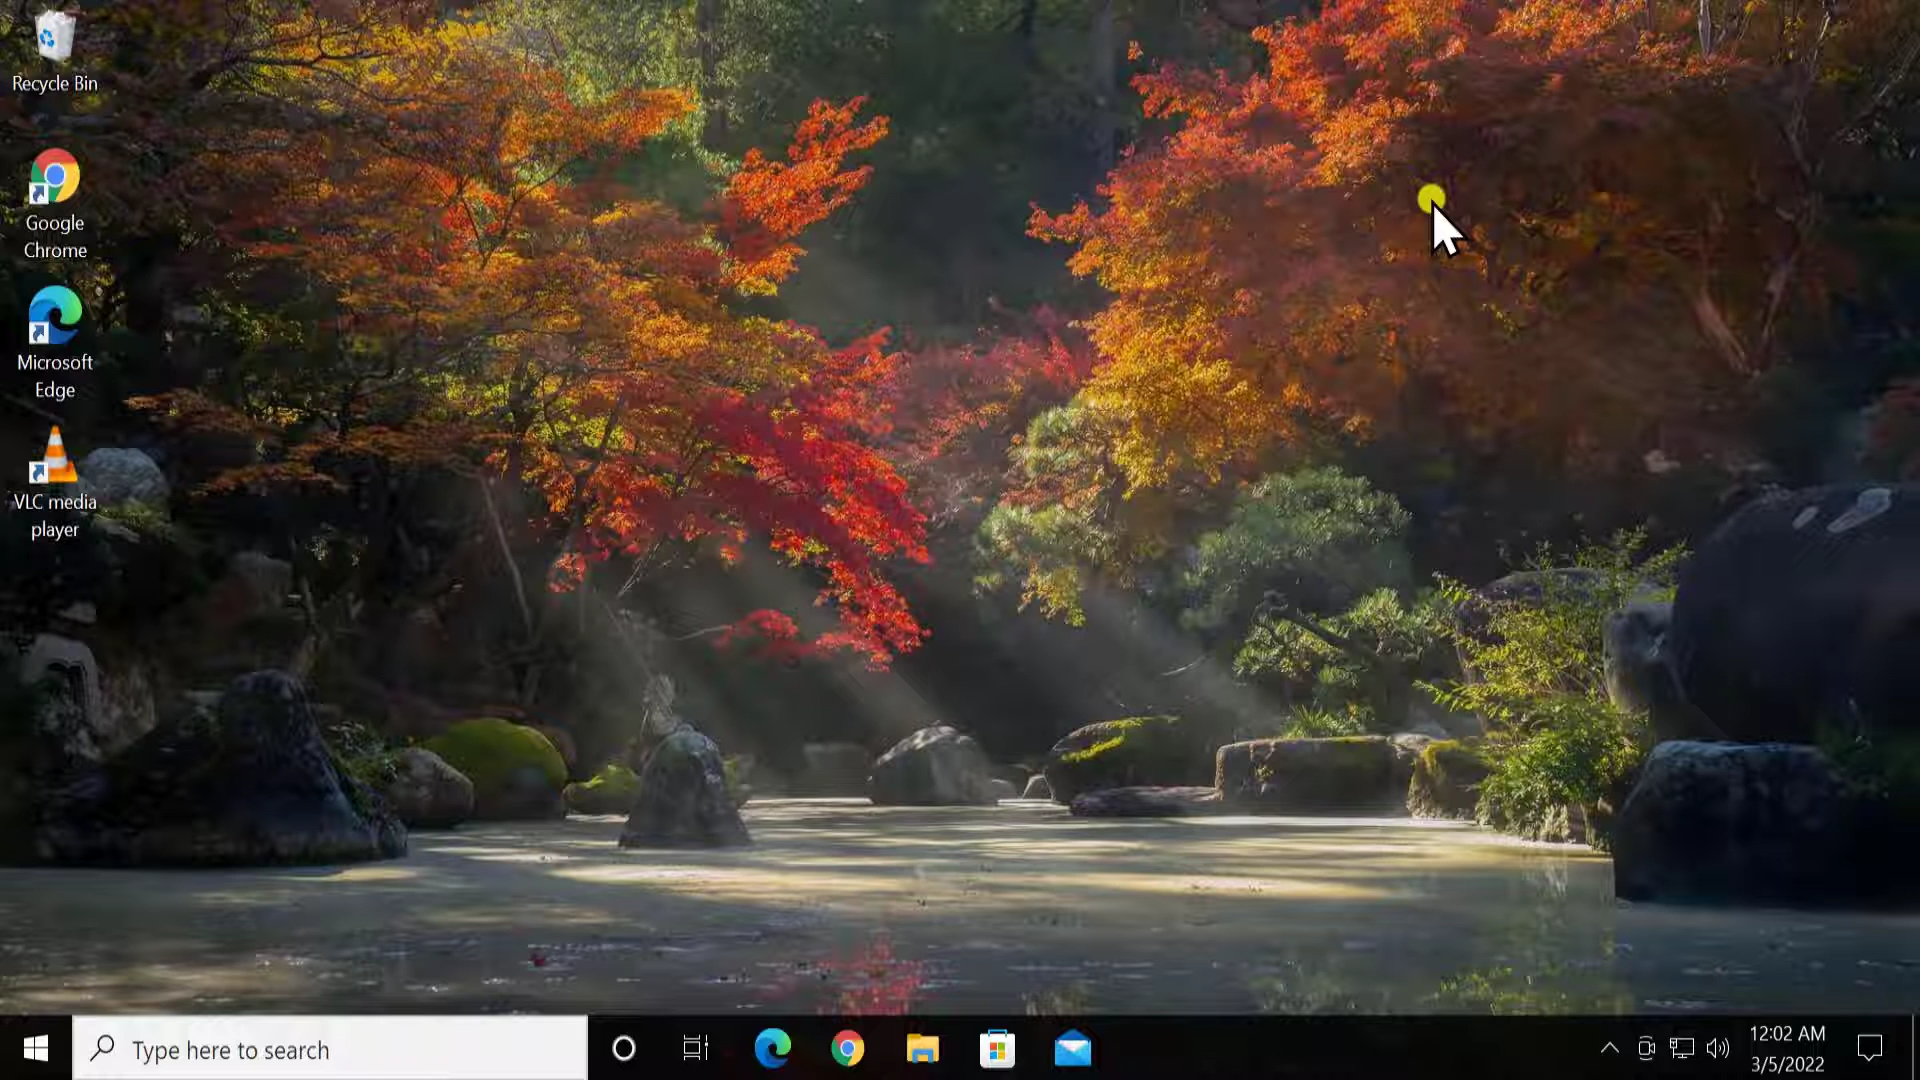 Recycle Bin
Google
Chrome
Microsoft
Edge
VLC media
player
Type here to search
12:02 AM
3/5/2022